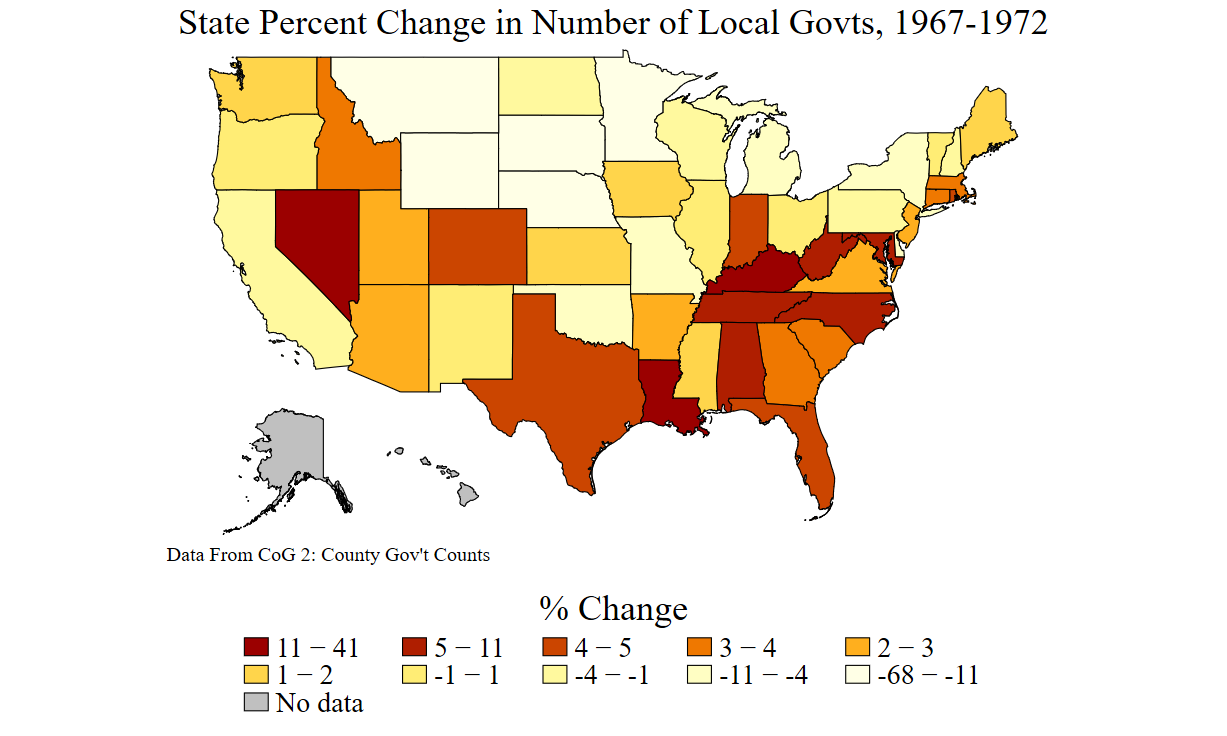 State Percent Change in Number of Local Govts, 1967-1972
Data From CoG 2: County Gov't Counts
% Change
11 − 41 5 − 11 4 − 5 3 − 4 2 − 3
1 − 2 -1 − 1 -4 − -1 -11 − -4 -68 − -11
No data